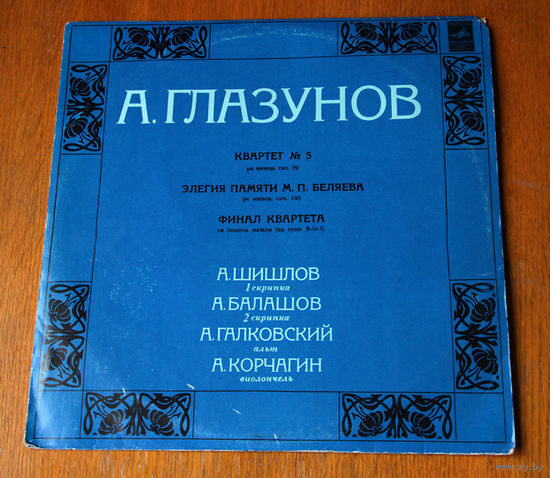 А. ГЛАЗУНОВ
КВАРТЕТ № 5
ре минор, соч. 70
ЭЛЕГИЯ ПАМЯТИ М. П. БЕЛЯЕВА
ре минор, соч. 105
ФИНАЛ КВАРТЕТА
си бемоль мажор (на тему B-la-f)
А. ШИШЛОВ
1 скрипка
А. БАЛАШОВ
2 скрипка
А. ГАЛКОВСКИЙ
альт
А. КОРЧАГИН
виолончель